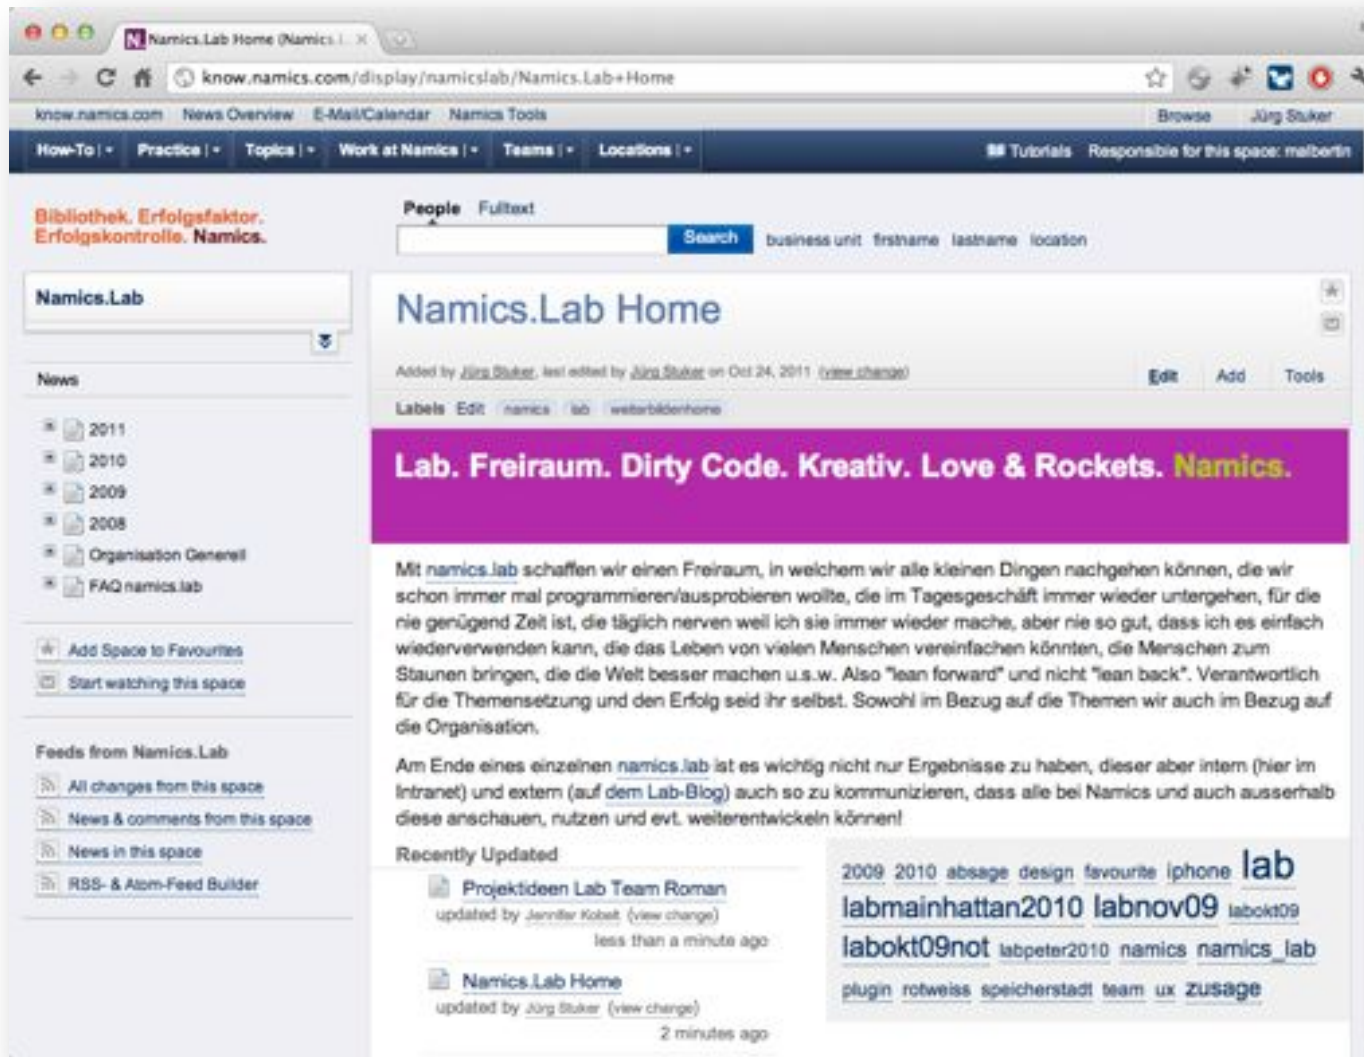 Namics.Lab Home (Namics.L
know.namics.com/display/namicslab/Namics.Lab+Home
know.namics.com News Overview E-Mail/Calendar Namics Tools Browse Jürg Stuker
How-To Practice Topics Work at Namics Teams Locations Tutorials Responsible for this space: melbertin
Bibliothek. Erfolgsfaktor.
Erfolgskontrolle. Namics.
People Fulltext
Search business unit firstname lastname location
Namics.Lab
News
2011
2010
2009
2008
Organisation Generell
FAQ namics.lab
Add Space to Favourites
Start watching this space
Feeds from Namics.Lab
All changes from this space
News & comments from this space
News in this space
RSS- & Atom-Feed Builder
Namics.Lab Home
Added by Jürg Stuker, last edited by Jürg Stuker on Oct 24, 2011 (view change)
Edit Add Tools
Labels Edit namics lab weiterbildenhome
Lab. Freiraum. Dirty Code. Kreativ. Love & Rockets. Namics.
Mit namics.lab schaffen wir einen Freiraum, in welchem wir alle kleinen Dingen nachgehen können, die wir
schon immer mal programmieren/ausprobieren wollte, die im Tagesgeschäft immer wieder untergehen, für die
nie genügend Zeit ist, die täglich nerven weil ich sie immer wieder mache, aber nie so gut, dass ich es einfach
wiederverwenden kann, die das Leben von vielen Menschen vereinfachen könnten, die Menschen zum
Staunen bringen, die die Welt besser machen u.s.w. Also "lean forward" und nicht "lean back". Verantwortlich
für die Themensetzung und den Erfolg seid ihr selbst. Sowohl im Bezug auf die Themen wir auch im Bezug auf
die Organisation.
Am Ende eines einzelnen namics.lab ist es wichtig nicht nur Ergebnisse zu haben, dieser aber intern (hier im
Intranet) und extern (auf dem Lab-Blog) auch so zu kommunizieren, dass alle bei Namics und auch ausserhalb
diese anschauen, nutzen und evt. weiterentwickeln können!
Recently Updated
Projektideen Lab Team Roman
updated by Jennifer (view change)
less than a minute ago
Namics.Lab Home
updated by Jürg Stuker (view change)
2 minutes ago
2009 2010 absage design favourite iphone lab
labmainhattan2010 labnov09 labokt09
labokt09not labpeter2010 namics namics_lab
plugin rotweiss speicherstadt team ux zusage